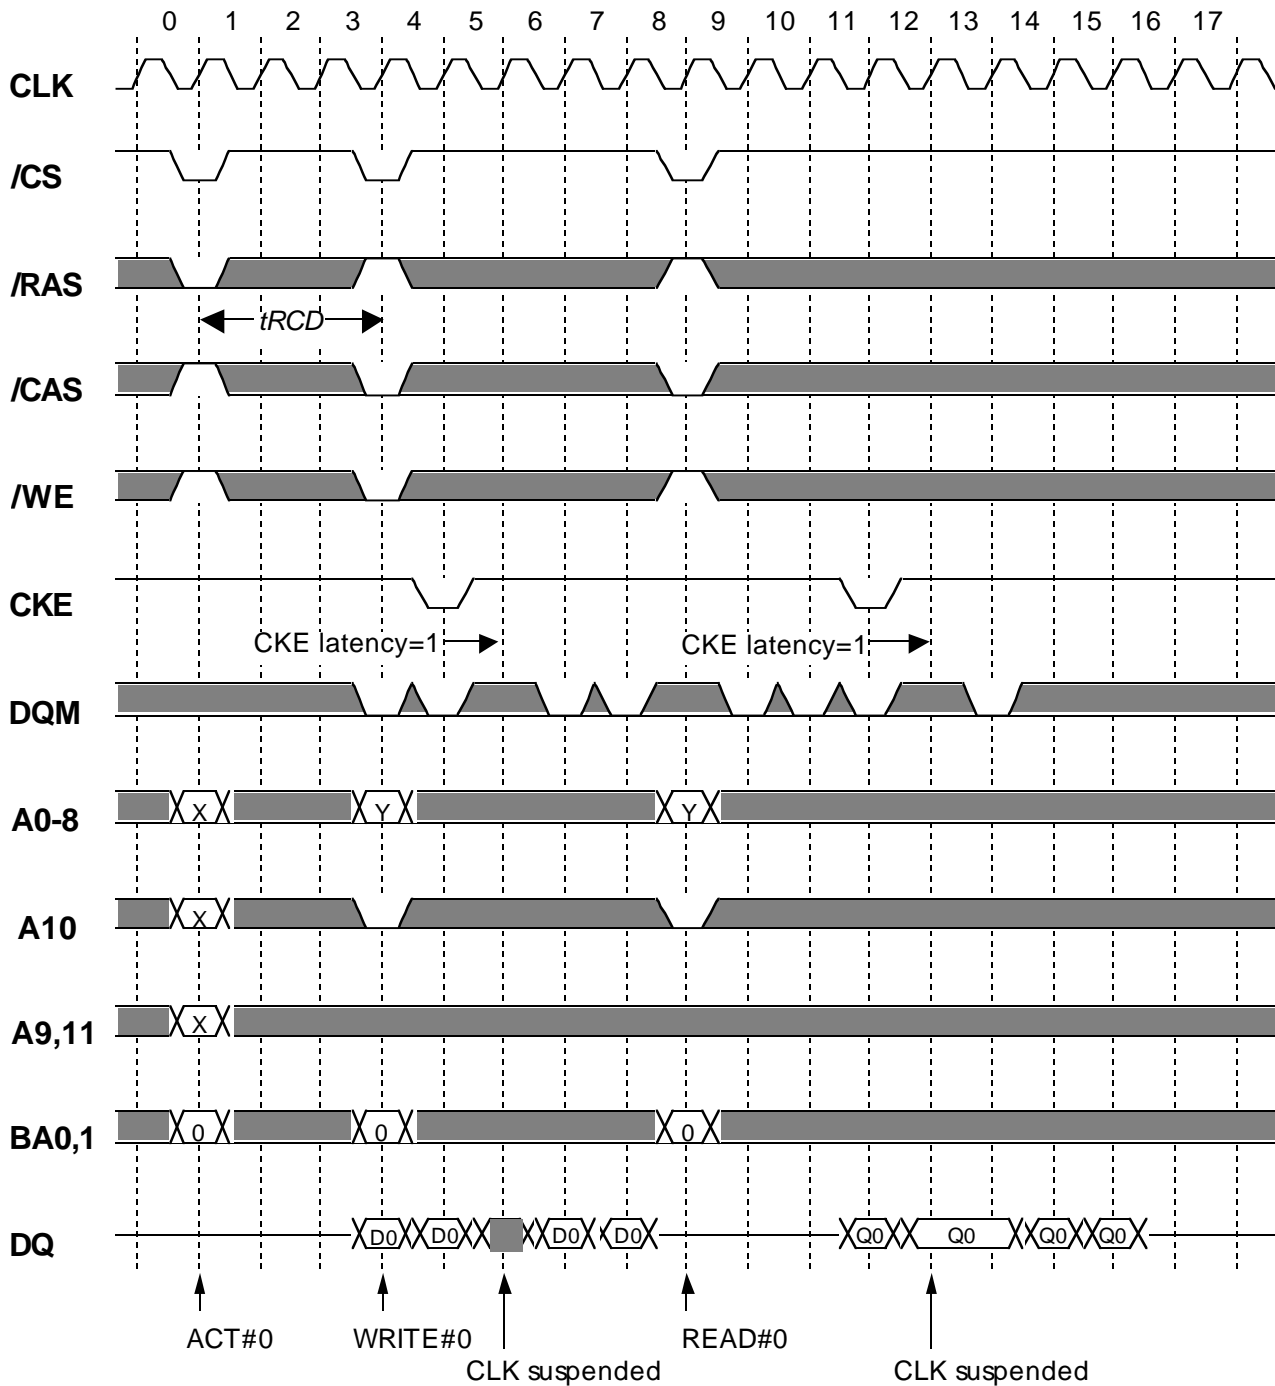 0 1 2 3 4 5 6 7 8 9 10 11 12 13 14 15 16 17
CLK
/CS
/RAS
tRCD
/CAS
/WE
CKE
CKE latency=1 CKE latency=1
DQM
A0-8 X Y Y
A10 X
A9,11 X
BA0,1 0 0 0
DQ D0 D0 D0 D0 Q0 Q0 Q0 Q0
ACT#0 WRITE#0 READ#0
CLK suspended CLK suspended